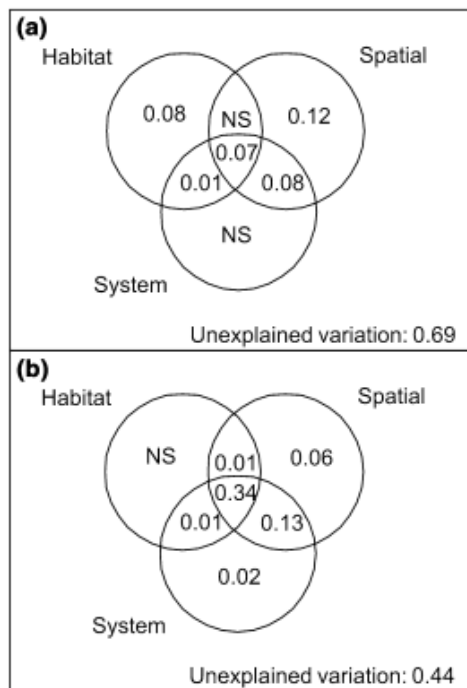 (a)
Habitat Spatial
0.08 NS 0.12
0.07
0.01 0.08
NS
System
Unexplained variation: 0.69
(b)
Habitat Spatial
NS 0.01 0.06
0.34
0.01 0.13
0.02
System
Unexplained variation: 0.44